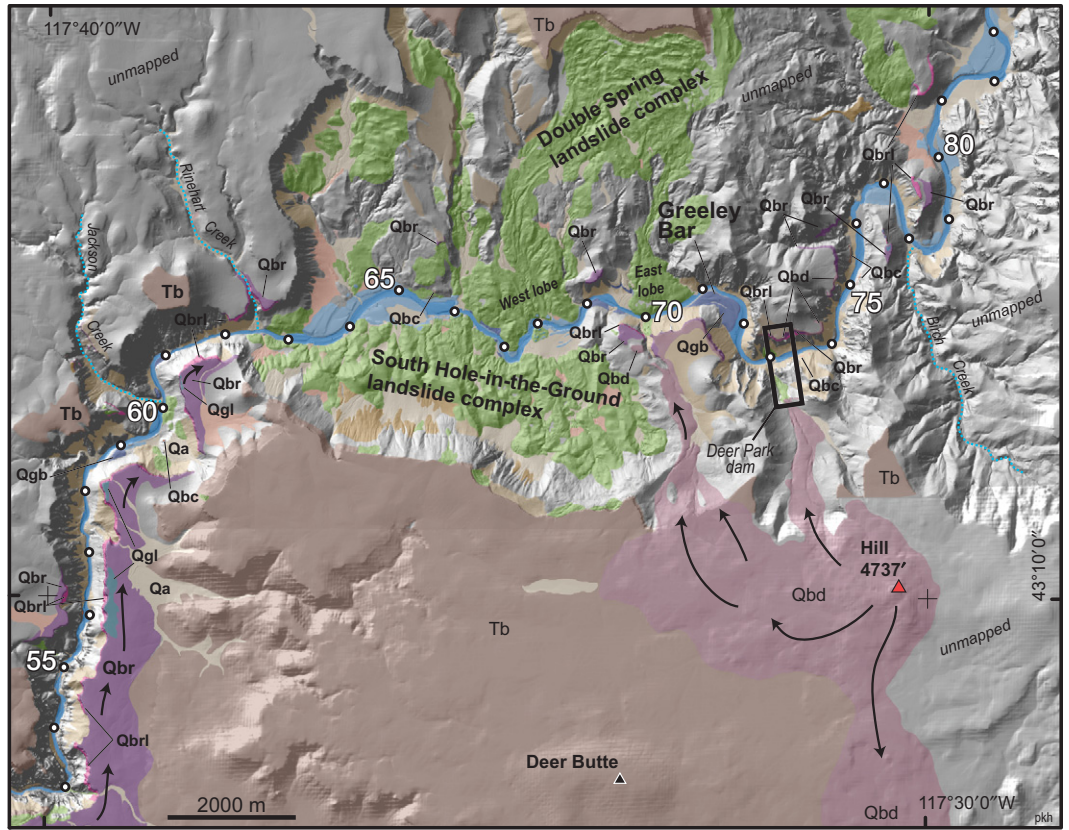 117°40′0″W
Tb
unmapped
Double Spring
landslide complex
unmapped
80
Rinehart
Creek
Jackson
Creek
Qbrl
Qbr
Greeley
Bar
Qbr
Qbr
Qbr
Qbr
Qbr
Qbc
Tb
65
East
lobe
Qbd
Qbrl
75
West lobe
70
unmapped
Qbrl
Qbc
Qbrl
Qbr
Qgb
Birch
Creek
South Hole-in-the-Ground
landslide complex
Qbr
Qgl
Qbd
Qbc
Qbr
60
Tb
Qa
Deer Park
dam
Qgb
Qbc
Tb
Qgl
Hill
4737′
43°10′0″
Qbr
Qbrl
Qa
Qbd
Tb
unmapped
55
Qbr
Qbrl
Deer Butte
2000 m
117°30′0″W
Qbd
pkh